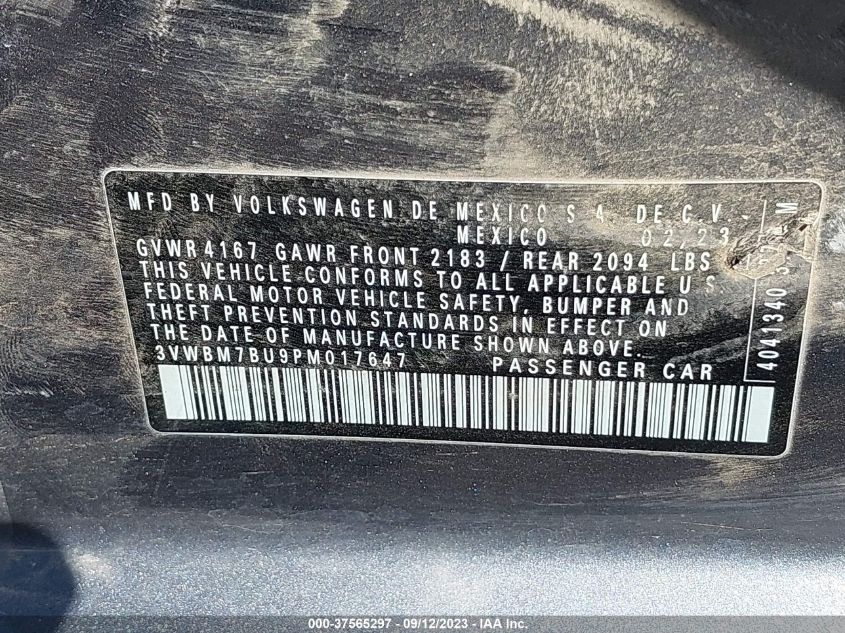 MFD BY VOLKSWAGEN DE MEXICO S A DE C.V.
MEXICO 02/23
GVWR 4167 GAWR FRONT 2183 / REAR 2094 LBS
THIS VEHICLE CONFORMS TO ALL APPLICABLE U.S.
FEDERAL MOTOR VEHICLE SAFETY, BUMPER AND
THEFT PREVENTION STANDARDS IN EFFECT ON
THE DATE OF MANUFACTURE SHOWN ABOVE.
3VWBM7BU9PM017647 PASSENGER CAR
4041340 M
000-37565297 - 09/12/2023 - © IAA Inc.